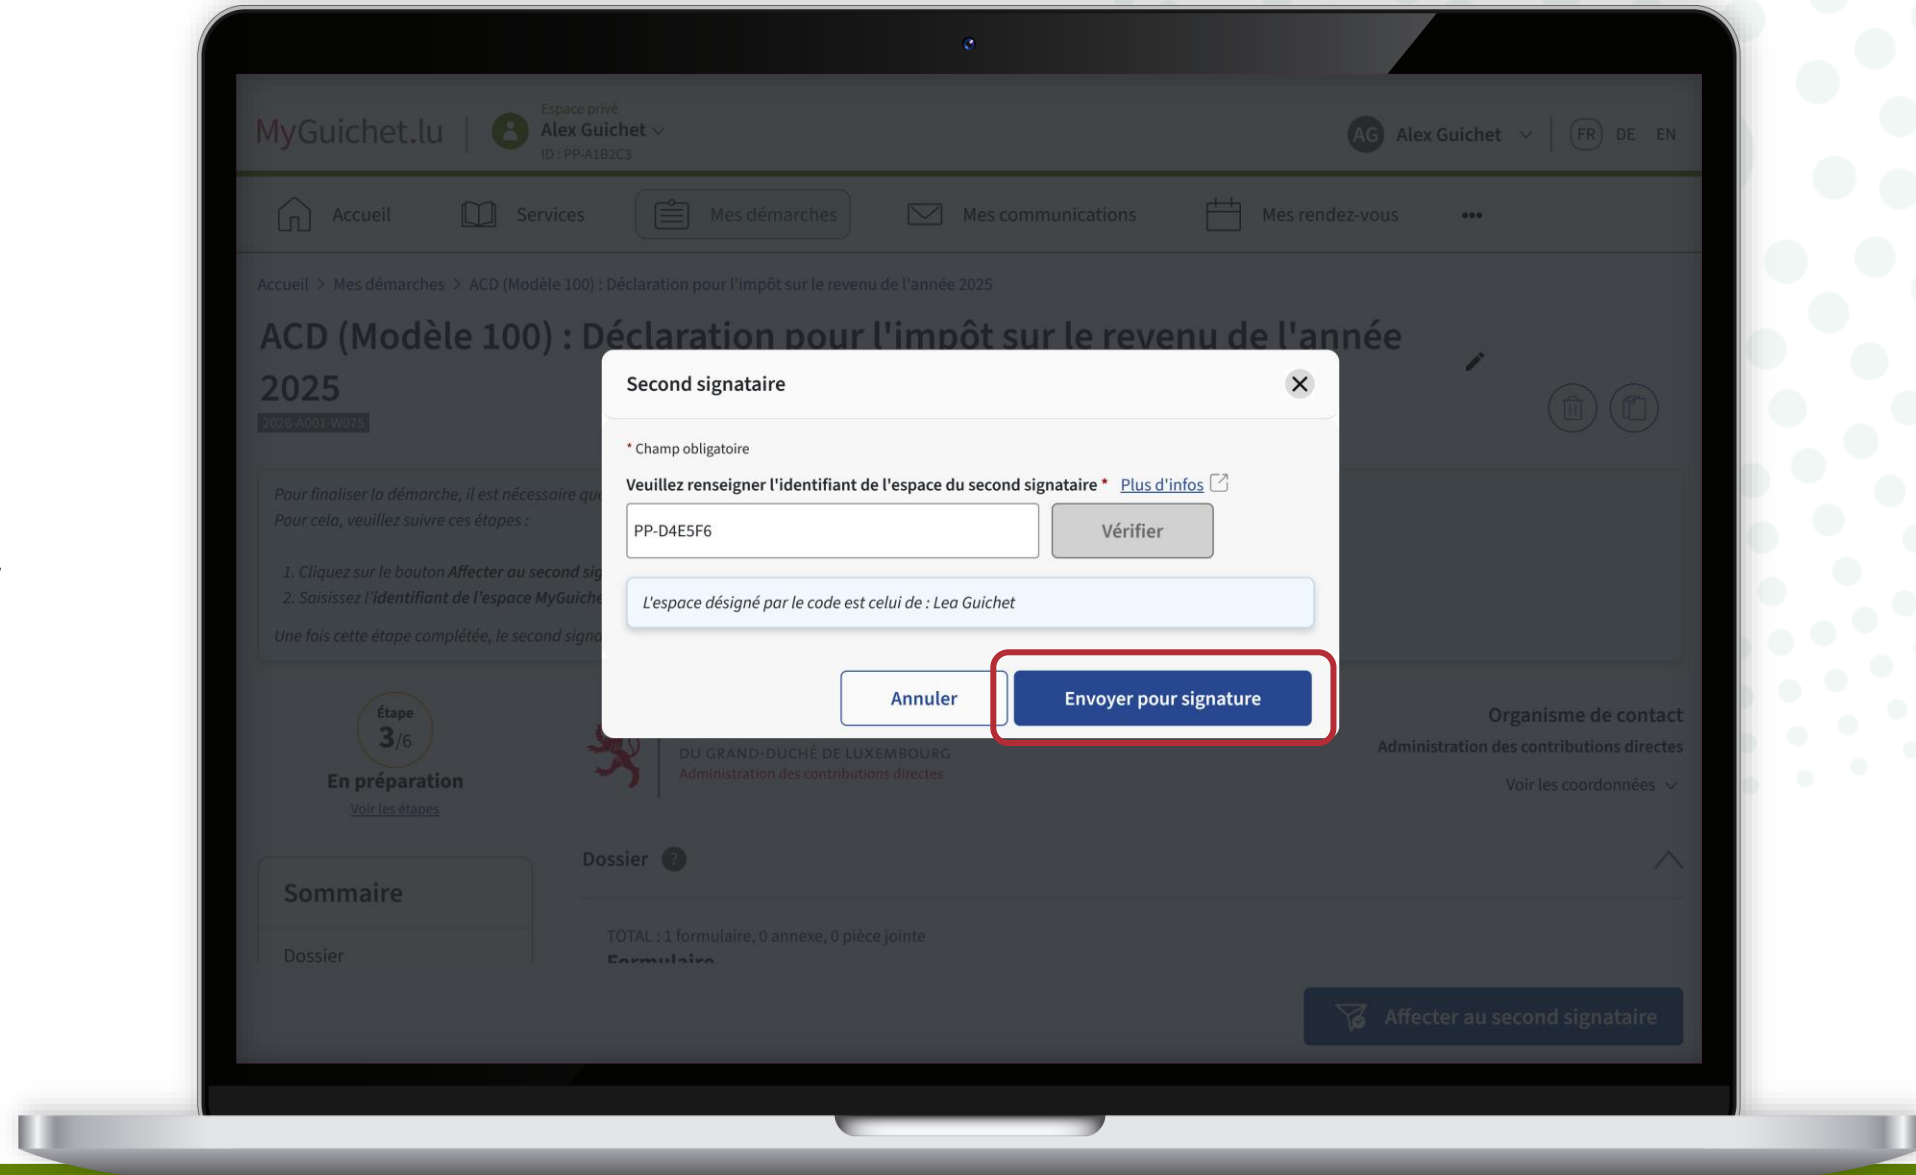 MyGuichet.lu
Espace privé
Alex Guichet
ID : PP-A1B2C3
AG Alex Guichet
FR DE EN
Accueil
Services
Mes démarches
Mes communications
Mes rendez-vous
Accueil > Mes démarches > ACD (Modèle 100) : Déclaration pour l'impôt sur le revenu de l'année 2025
ACD (Modèle 100) : Déclaration pour l'impôt sur le revenu de l'année
2025
2026-A001-W075
Pour finaliser la démarche, il est nécessaire que
Pour cela, veuillez suivre ces étapes :
1. Cliquez sur le bouton Affecter au second
2. Saisissez l'identifiant de l'espace
Une fois cette étape complétée, le second
Second signataire
* Champ obligatoire
Veuillez renseigner l'identifiant de l'espace du second signataire * Plus d'infos
PP-D4E5F6
Vérifier
L'espace désigné par le code est celui de : Lea Guichet
Annuler
Envoyer pour signature
Étape
3/6
En préparation
Voir les étapes
DU GRAND-DUCHÉ DE LUXEMBOURG
Administration des contributions directes
Organisme de contact
Administration des contributions directes
Voir les coordonnées
Sommaire
Dossier
Dossier ?
TOTAL : 1 formulaire, 0 annexe, 0 pièce jointe
Formulaire
Affecter au second signataire